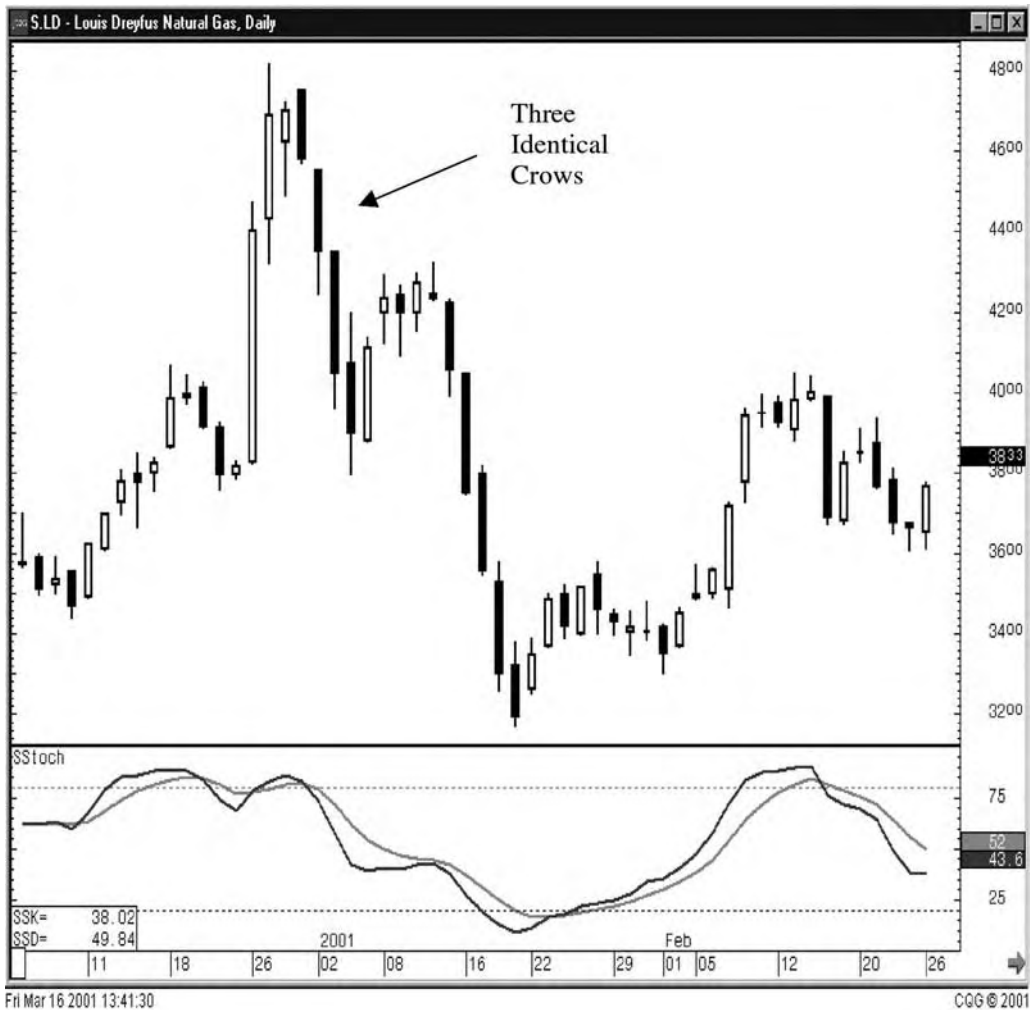 S.LD - Louis Dreyfus Natural Gas, Daily
4800
Three
Identical
Crows
4600
4400
4200
4000
3833
3800
3600
3400
3200
SStoch
75
52
43.6
25
SSK= 38.02
SSD= 49.84
2001 Feb
11 18 26 02 08 16 22 29 01 05 12 20 26
Fri Mar 16 2001 13:41:30 CQG © 2001